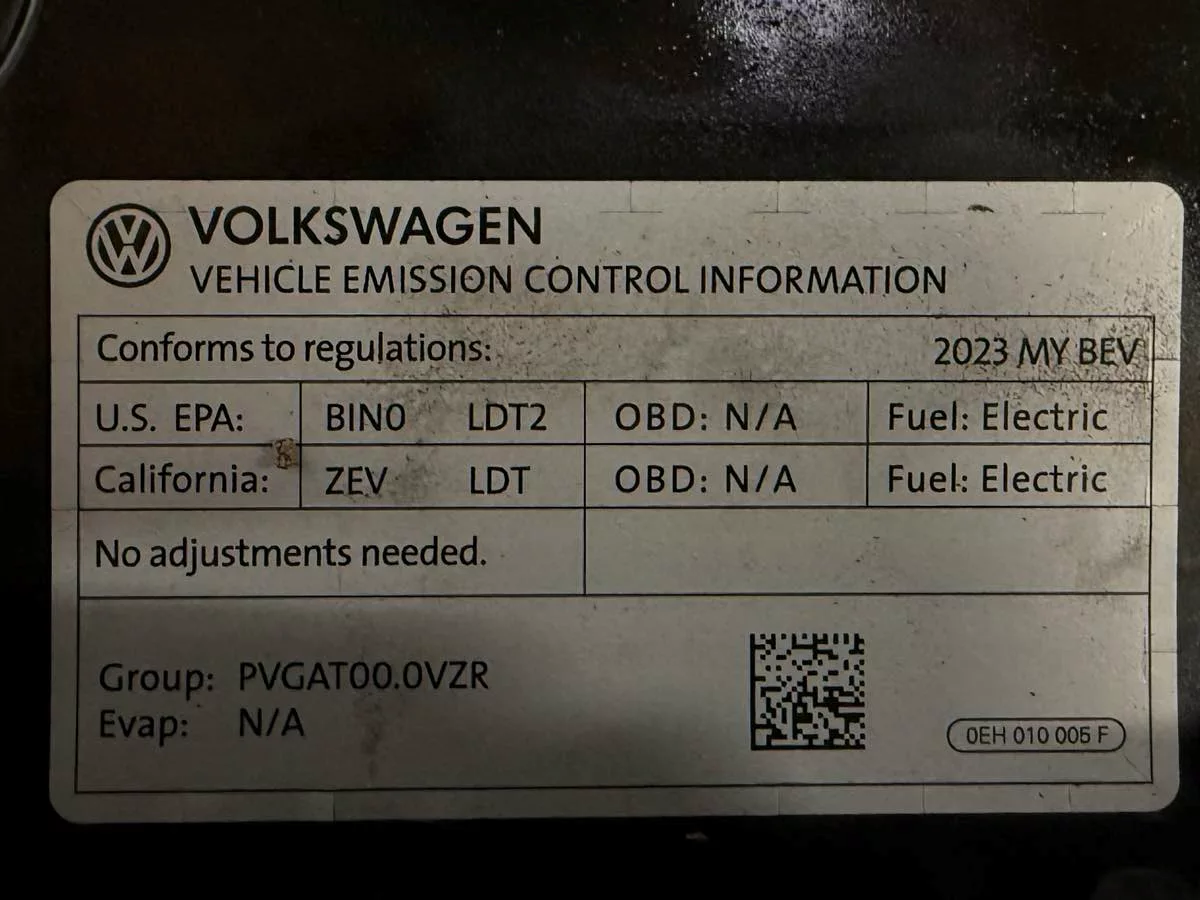 VOLKSWAGEN
VEHICLE EMISSION CONTROL INFORMATION
Conforms to regulations: 2023 MY BEV
U.S. EPA: BIN0 LDT2 OBD: N/A Fuel: Electric
California: ZEV LDT OBD: N/A Fuel: Electric
No adjustments needed.
Group: PVGAT00.0VZR
Evap: N/A
0EH 010 005 F